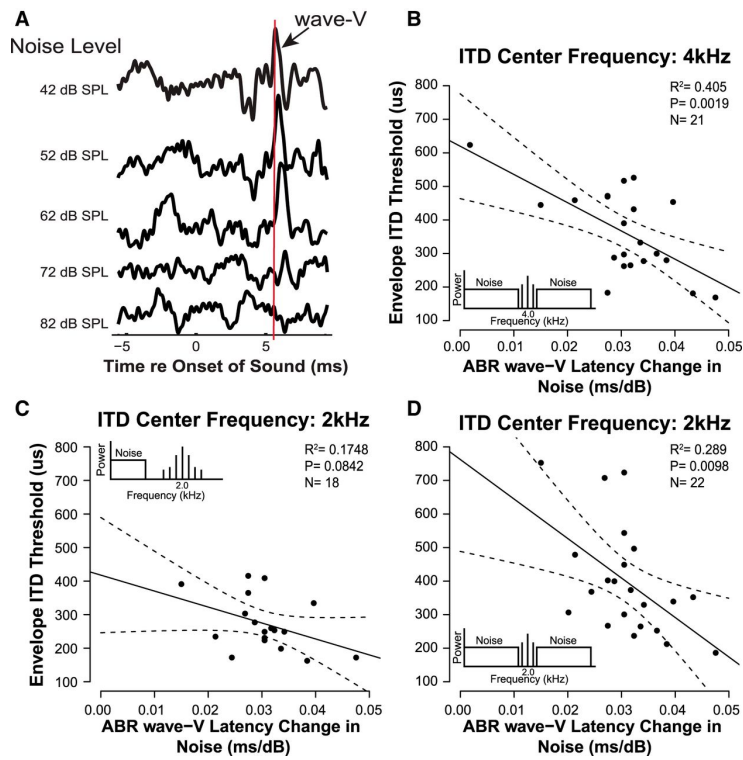 A
wave-V
Noise Level
42 dB SPL
52 dB SPL
62 dB SPL
72 dB SPL
82 dB SPL
−5 0 5
Time re Onset of Sound (ms)
B
ITD Center Frequency: 4kHz
R²= 0.405
P= 0.0019
N= 21
Envelope ITD Threshold (us)
800
700
600
500
400
300
200
100
Power
Noise Noise
4.0
Frequency (kHz)
0.00 0.01 0.02 0.03 0.04 0.05
ABR wave−V Latency Change in
Noise (ms/dB)
C
ITD Center Frequency: 2kHz
R²= 0.1748
P= 0.0842
N= 18
Envelope ITD Threshold (us)
800
700
600
500
400
300
200
100
Power
Noise
2.0
Frequency (kHz)
0.00 0.01 0.02 0.03 0.04 0.05
ABR wave−V Latency Change in
Noise (ms/dB)
D
ITD Center Frequency: 2kHz
R²= 0.289
P= 0.0098
N= 22
Envelope ITD Threshold (us)
800
700
600
500
400
300
200
100
Power
Noise Noise
2.0
Frequency (kHz)
0.00 0.01 0.02 0.03 0.04 0.05
ABR wave−V Latency Change in
Noise (ms/dB)